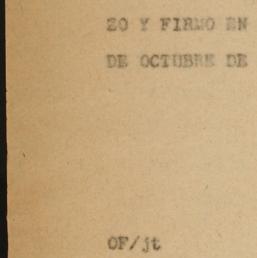 ZO Y FIRMO EN
DE OCTUBRE DE
OF/jt